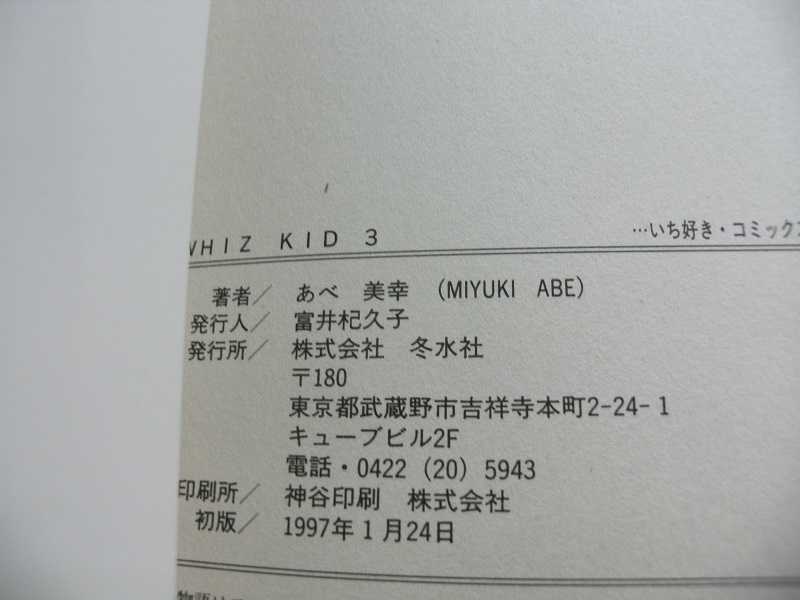 WHIZ KID 3
…いち好き・コミックス
著者／ あべ 美幸 （MIYUKI ABE）
発行人／ 富井杞久子
発行所／ 株式会社 冬水社
〒180
東京都武蔵野市吉祥寺本町2-24-1
キューブビル2F
電話・0422（20）5943
印刷所／ 神谷印刷 株式会社
初版／ 1997年1月24日